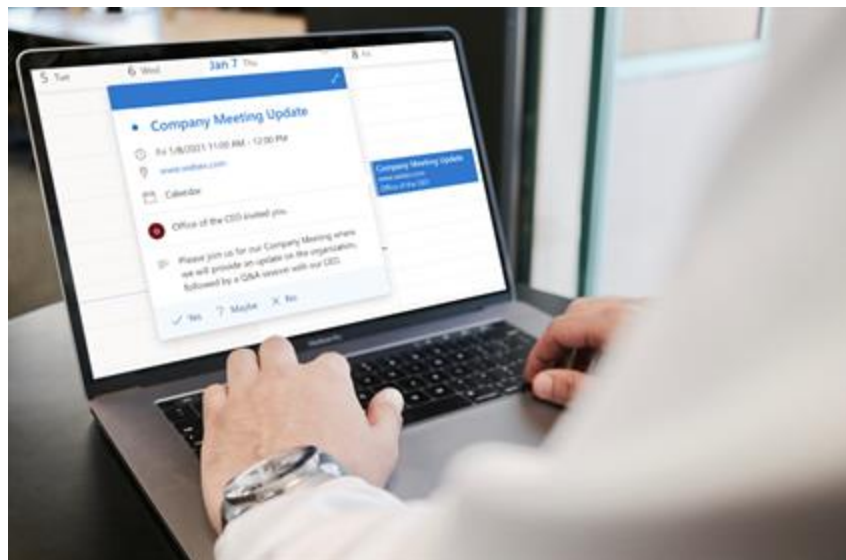 5 Tue
6 Wed
Jan 7 Thu
8 Fri
Company Meeting Update
Fri 1/8/2021 11:00 AM - 12:00 PM
www.webex.com
Calendar
Office of the CEO invited you.
Please join us for our Company Meeting where
we will provide an update on the organization,
followed by a Q&A session with our CEO.
Yes ? Maybe No
Company Meeting Update
www.webex.com
Office of the CEO
MacBook Pro